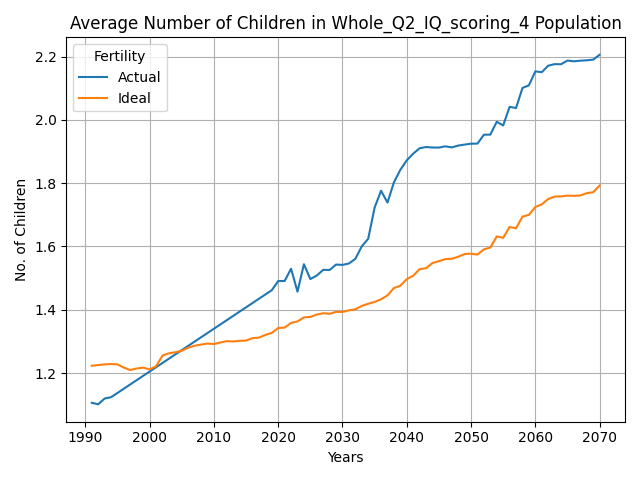 Average Number of Children in Whole_Q2_IQ_scoring_4 Population
Fertility
Actual
Ideal
No. of Children
2.2
2.0
1.8
1.6
1.4
1.2
1990 2000 2010 2020 2030 2040 2050 2060 2070
Years